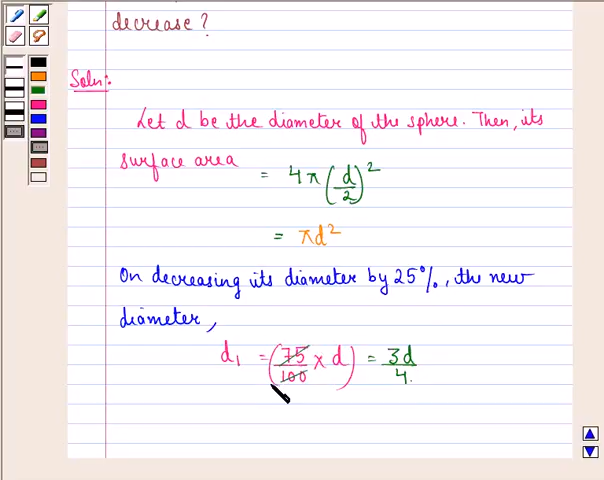 decrease?
Soln:
Let d be the diameter of the sphere. Then, its
surface area
= 4π(d/2)²
= πd²
On decreasing its diameter by 25%, the new
diameter,
d₁ = (75/100 × d) = 3d/4